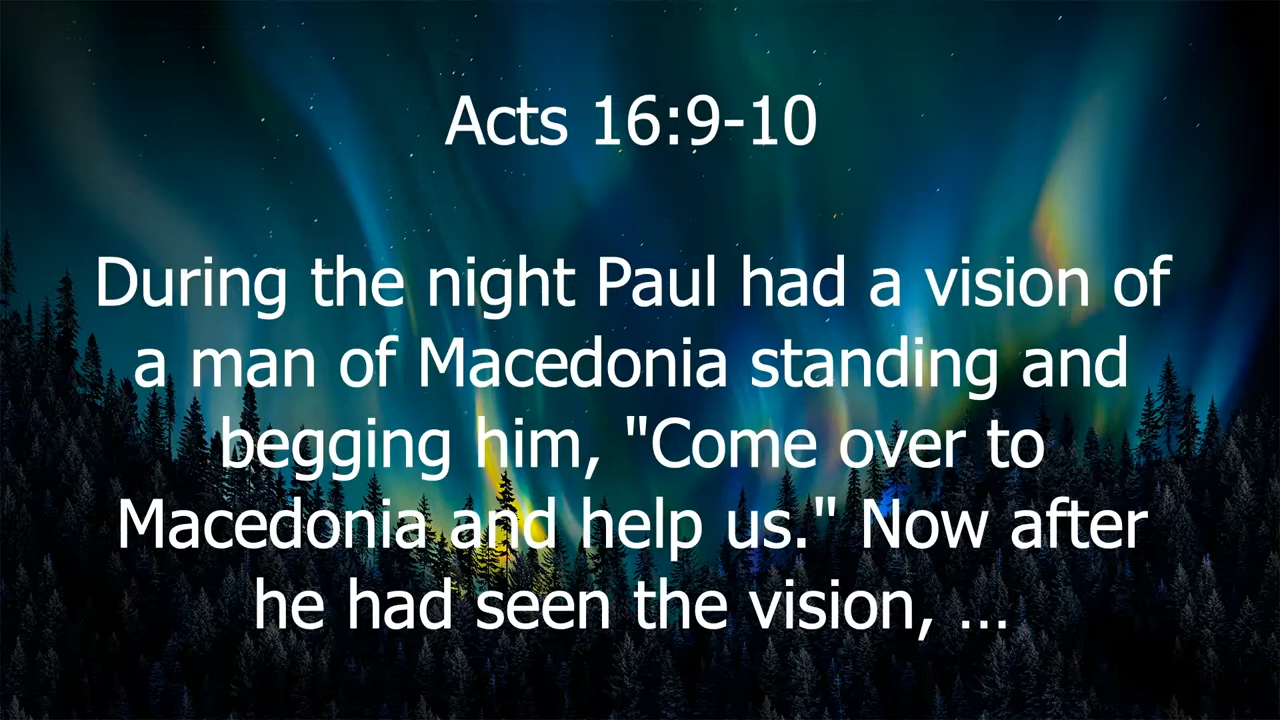 Acts 16:9-10
During the night Paul had a vision of
a man of Macedonia standing and
begging him, "Come over to
Macedonia and help us." Now after
he had seen the vision, ...